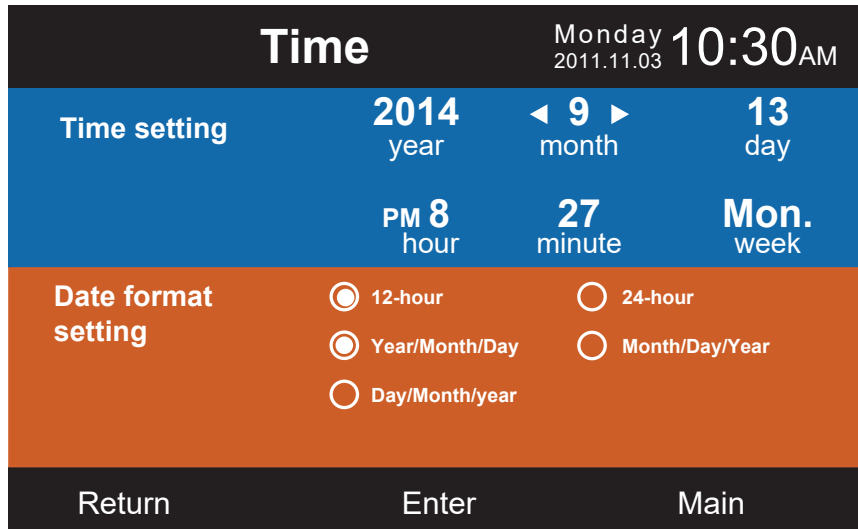 Time
Monday
2011.11.03
10:30AM
Time setting
2014
year
9
month
13
day
PM 8
hour
27
minute
Mon.
week
Date format
setting
12-hour
24-hour
Year/Month/Day
Month/Day/Year
Day/Month/year
Return
Enter
Main